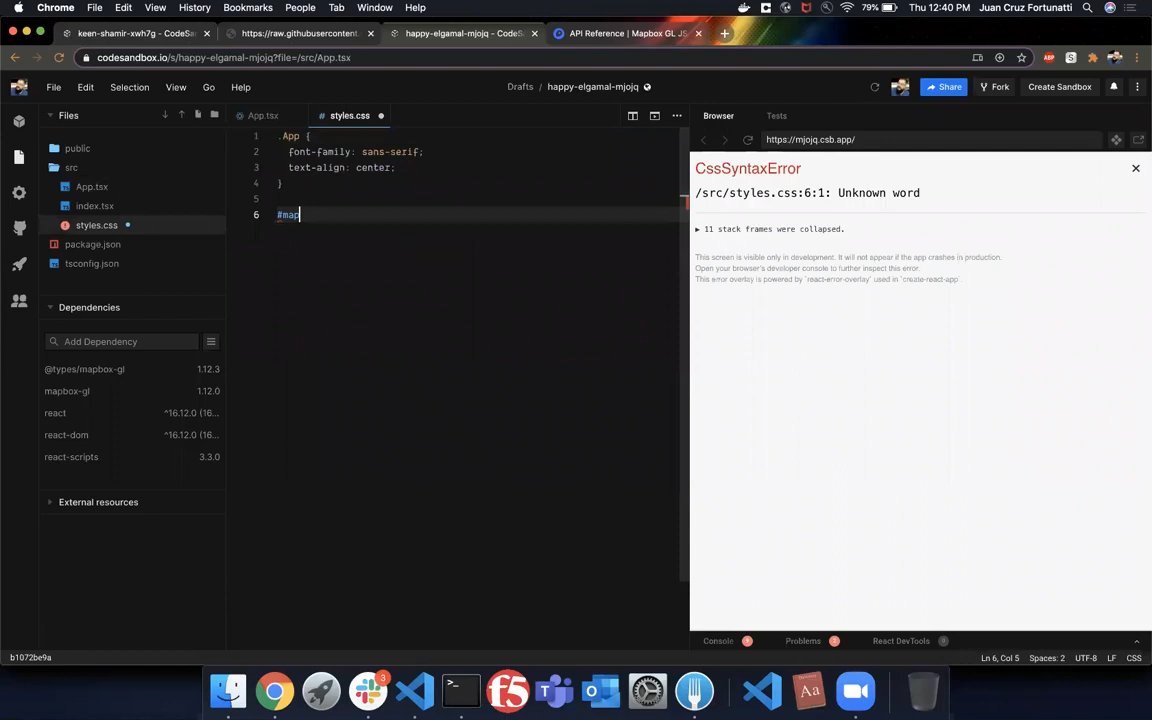 Chrome File Edit View History Bookmarks People Tab Window Help 79% Thu 12:40 PM Juan Cruz Fortunatti
keen-shamir-xwh7g - CodeSan
https://raw.githubusercontent.
happy-elgamal-mjojq - CodeSa
API Reference | Mapbox GL JS
codesandbox.io/s/happy-elgamal-mjojq?file=/src/App.tsx
ABP
File Edit Selection View Go Help
Drafts / happy-elgamal-mjojq
Share
Fork
Create Sandbox
Files
public
src
App.tsx
index.tsx
styles.css
package.json
tsconfig.json
Dependencies
Add Dependency
@types/mapbox-gl 1.12.3
mapbox-gl 1.12.0
react ^16.12.0 (16...
react-dom ^16.12.0 (16...
react-scripts 3.3.0
External resources
App.tsx
# styles.css
1 .App {
2 font-family: sans-serif;
3 text-align: center;
4 }
5
6 #map
Browser Tests
https://mjojq.csb.app/
CssSyntaxError
/src/styles.css:6:1: Unknown word
▶ 11 stack frames were collapsed.
This screen is visible only in development. It will not appear if the app crashes in production.
Open your browser's developer console to further inspect this error.
This error overlay is powered by `react-error-overlay` used in `create-react-app`.
Console
Problems
React DevTools 0
b1072be9a
Ln 6, Col 5 Spaces: 2 UTF-8 LF CSS
3
>_
f5
Aa